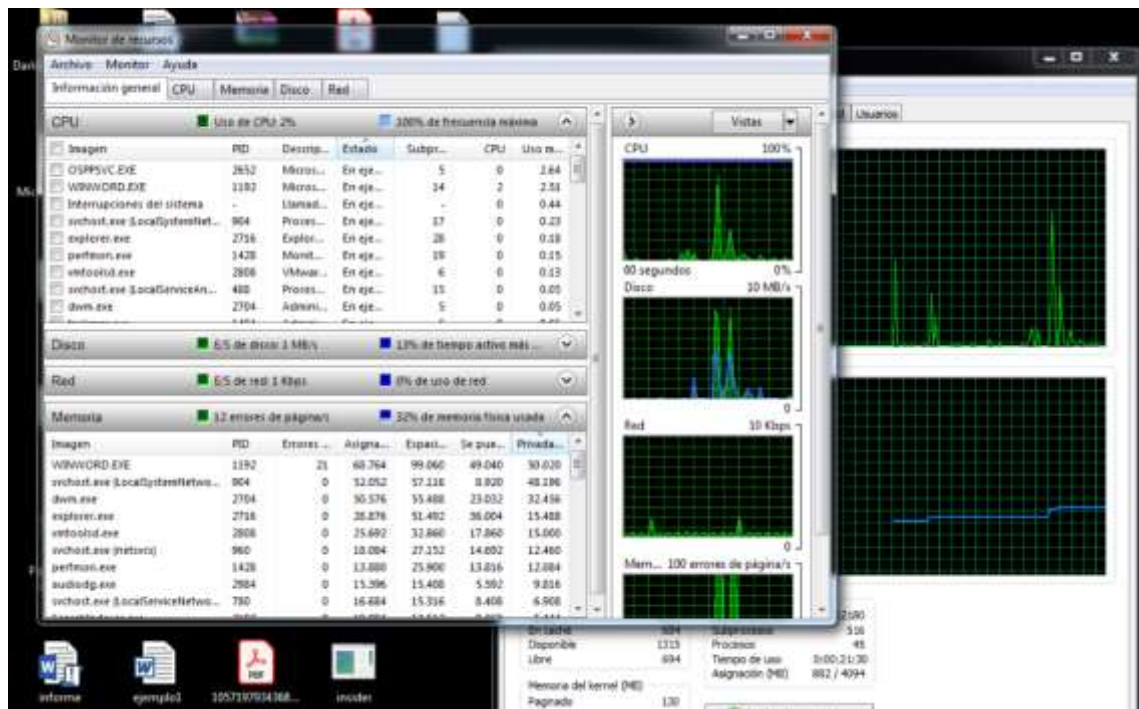 Monitor de recursos
Archivo Monitor Ayuda
Información general CPU Memoria Disco Red
CPU Uso de CPU: 2% 100% de frecuencia máxima
Imagen PID Descrip... Estado Subpr... CPU Uso m...
OSPPSVC.EXE 2652 Micros... En eje... 5 0 2.64
WINWORD.EXE 1192 Micros... En eje... 14 2 2.51
Interrupciones del sistema - Llamad... En eje... - 0 0.44
svchost.exe (LocalSystemNet... 904 Proces... En eje... 17 0 0.23
explorer.exe 2716 Explor... En eje... 28 0 0.18
perfmon.exe 1428 Monit... En eje... 19 0 0.15
vmtoolsd.exe 2808 VMwar... En eje... 6 0 0.13
svchost.exe (LocalServiceAn... 480 Proces... En eje... 15 0 0.05
dwm.exe 2704 Admini... En eje... 5 0 0.05
Disco E/S de disco: 1 MB/s 13% de tiempo activo más ...
Red E/S de red: 1 Kbps 0% de uso de red
Memoria 12 errores de página/s 32% de memoria física usada
Imagen PID Errores ... Asigna... Espaci... Se pue... Privada...
WINWORD.EXE 1192 21 68.764 99.060 49.040 50.020
svchost.exe (LocalSystemNetwo... 904 0 52.052 57.116 8.920 48.196
dwm.exe 2704 0 50.576 55.488 23.032 32.456
explorer.exe 2716 0 28.876 51.492 36.004 15.488
vmtoolsd.exe 2808 0 25.692 32.860 17.860 15.000
svchost.exe (netsvcs) 960 0 18.084 27.152 14.692 12.460
perfmon.exe 1428 0 13.880 25.900 13.816 12.084
audiodg.exe 2984 0 15.396 15.408 5.592 9.816
svchost.exe (LocalServiceNetwo... 780 0 16.684 15.316 8.408 6.908
Vistas
CPU 100%
60 segundos 0%
Disco 10 MB/s
0
Red 10 Kbps
0
Mem... 100 errores de página/s
Usuarios
En caché 684
Disponible 1315
Libre 694
Memoria del kernel (MB)
Paginado 130
Subprocesos 516
Procesos 45
Tiempo de uso 0:00:21:30
Asignación (MB) 882 / 4094
informe
ejemplo1
insider